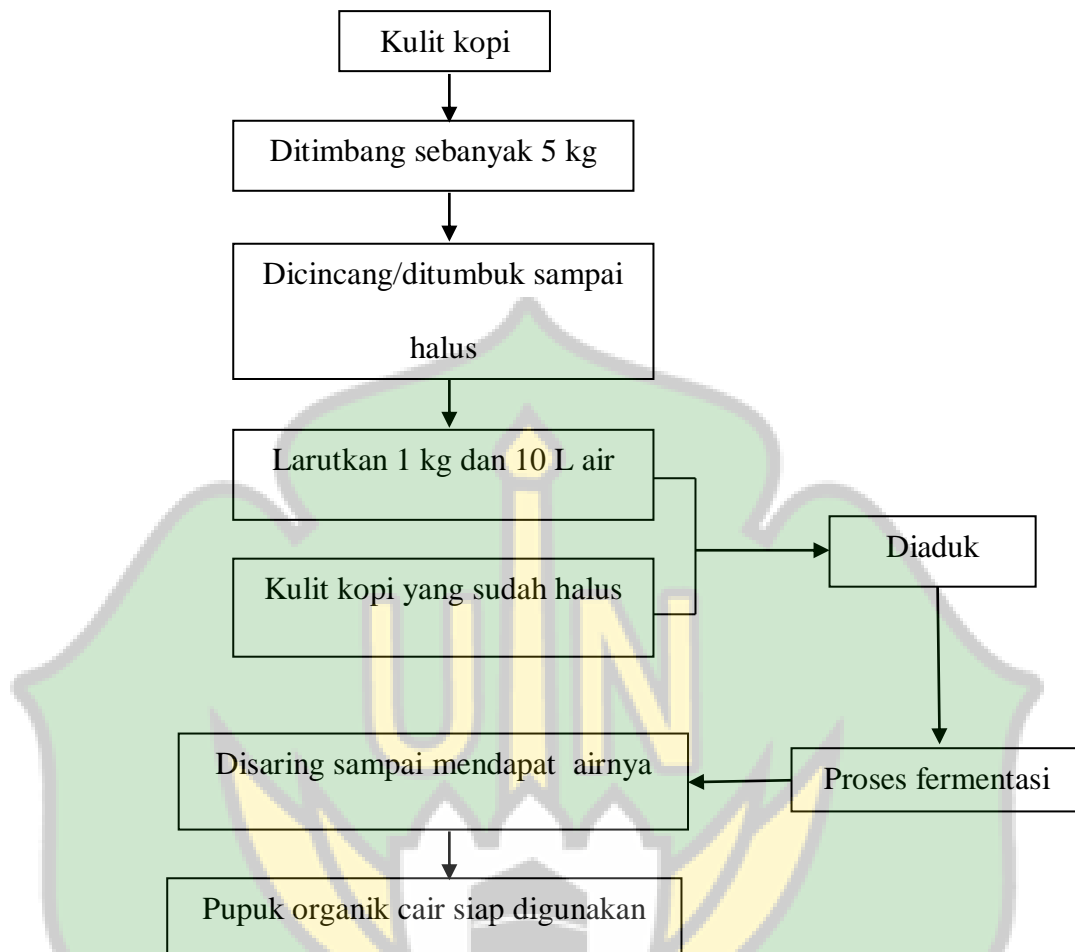 Kulit kopi
Ditimbang sebanyak 5 kg
Dicincang/ditumbuk sampai
halus
Larutkan 1 kg dan 10 L air
Kulit kopi yang sudah halus
Diaduk
Proses fermentasi
Disaring sampai mendapat airnya
Pupuk organik cair siap digunakan
UIN